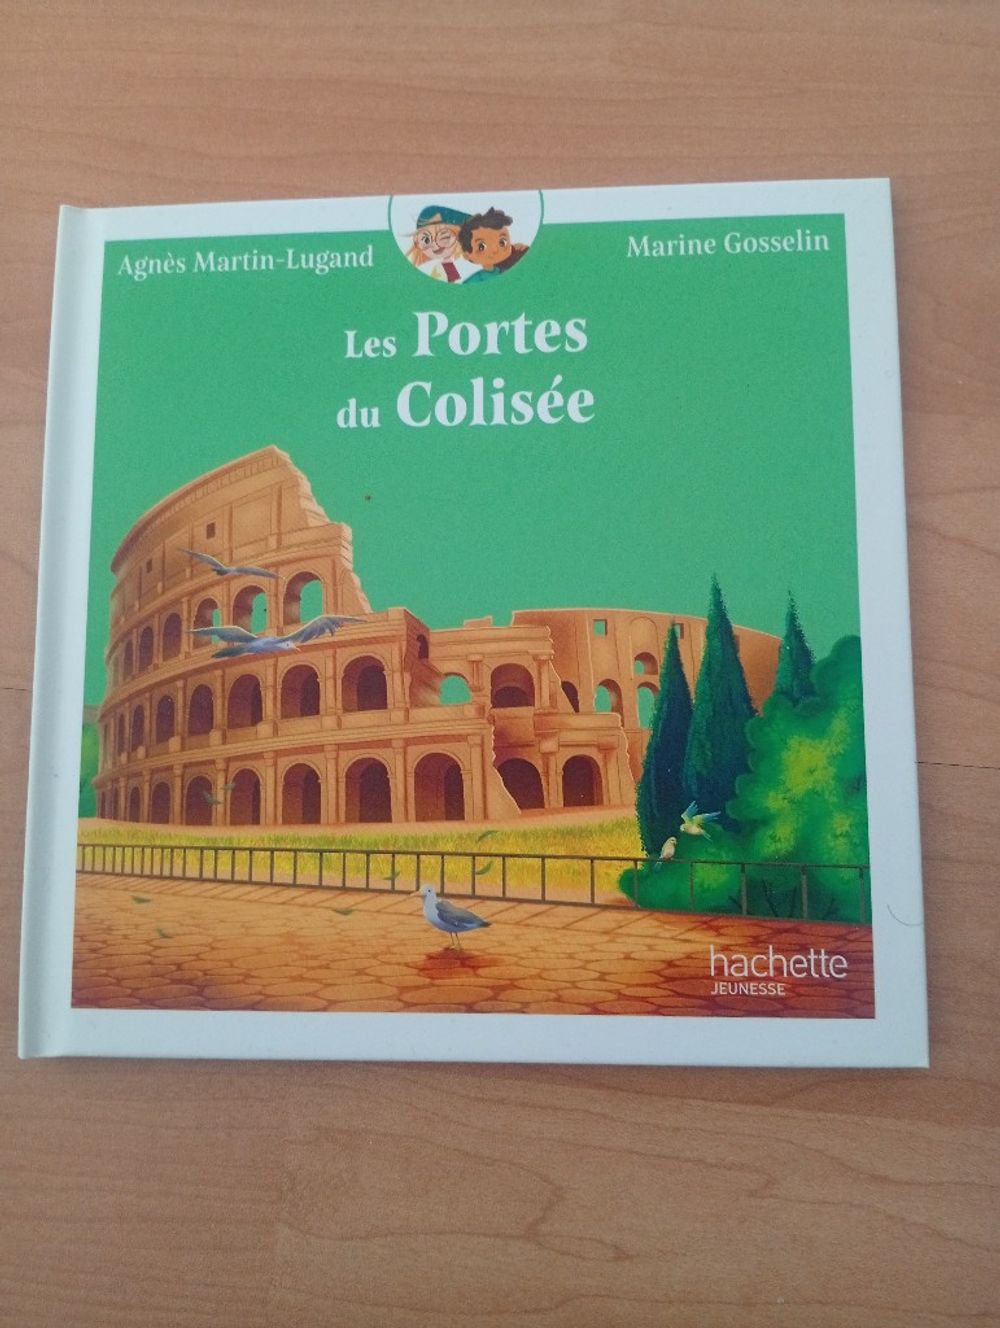 Agnès Martin-Lugand
Marine Gosselin
Les Portes
du Colisée
hachette
JEUNESSE